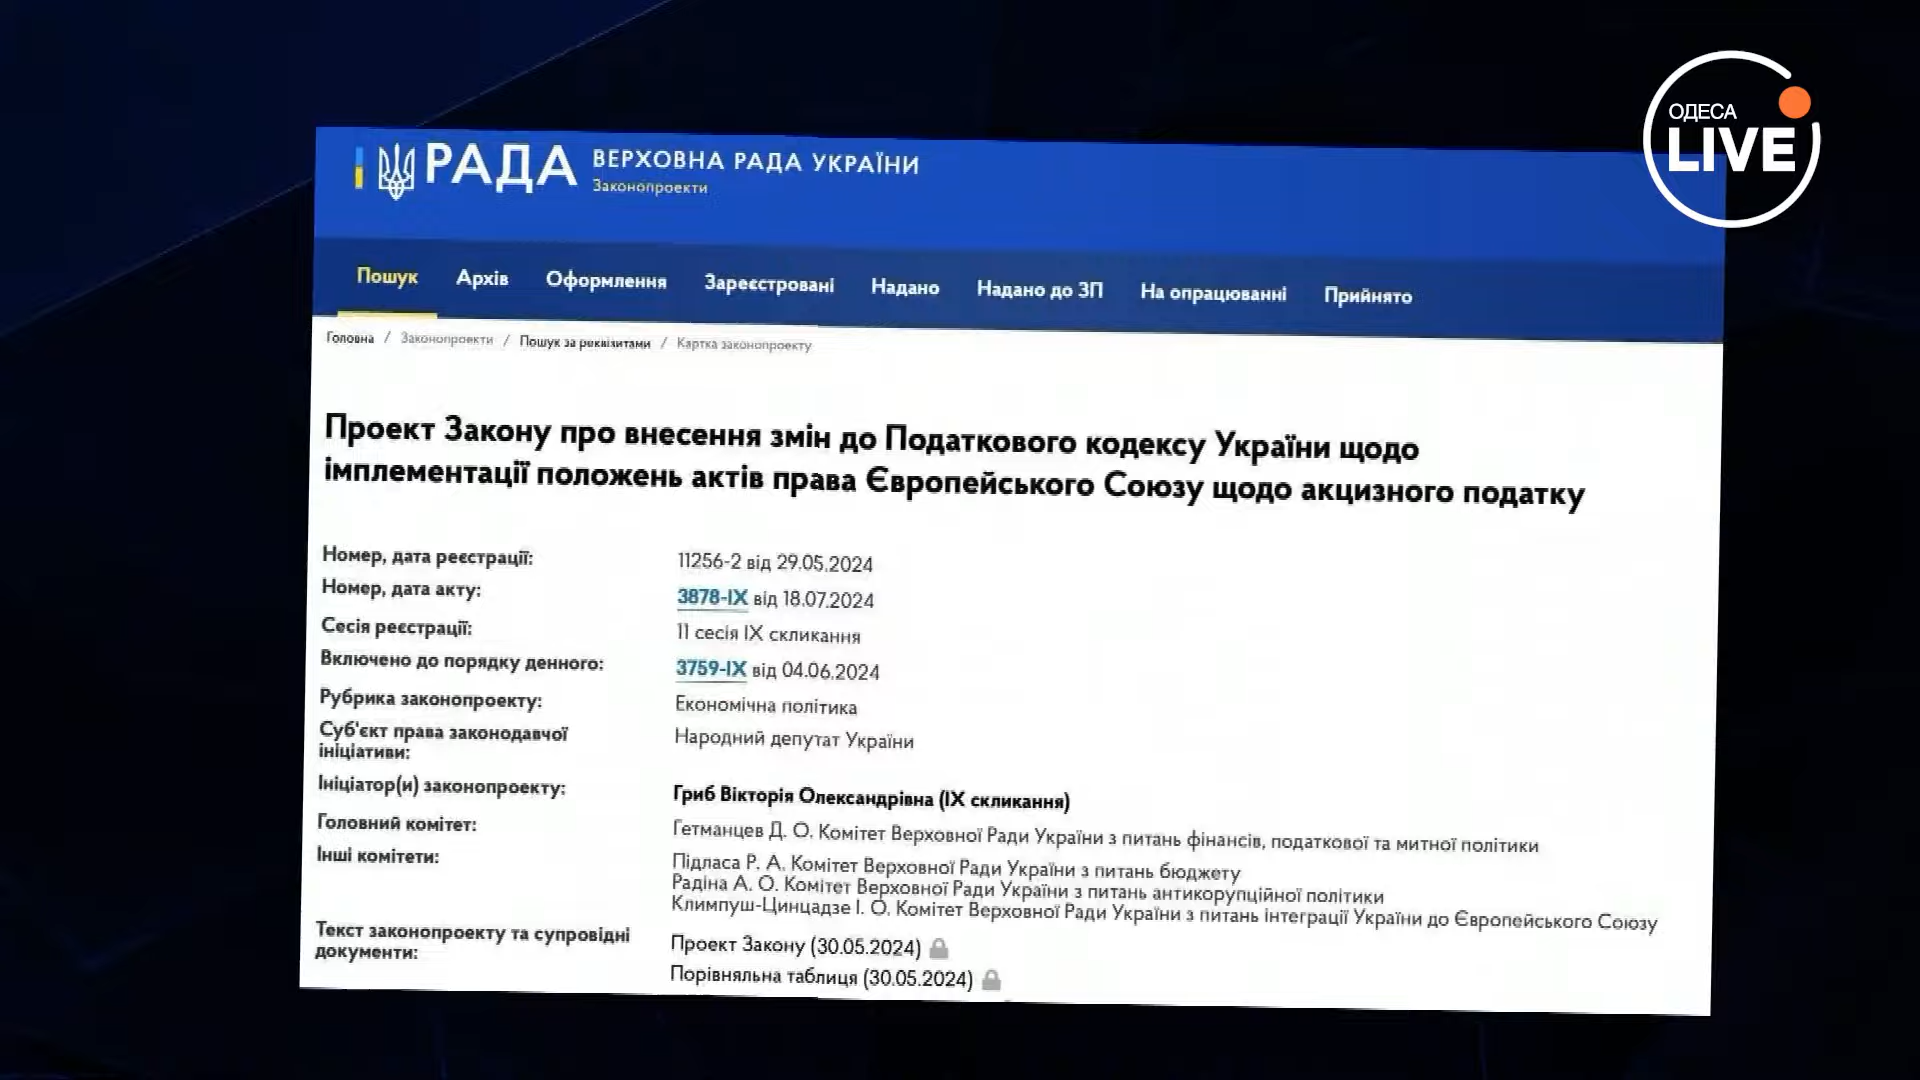 ОДЕСА
LIVE
РАДА
ВЕРХОВНА РАДА УКРАЇНИ
Законопроекти
Пошук Архів Оформлення Зареєстровані Надано Надано до ЗП На опрацюванні Прийнято
Головна / Законопроекти / Пошук за реквізитами / Картка законопроекту
Проект Закону про внесення змін до Податкового кодексу України щодо
імплементації положень актів права Європейського Союзу щодо акцизного податку
Номер, дата реєстрації: 11256-2 від 29.05.2024
Номер, дата акту: 3878-IX від 18.07.2024
Сесія реєстрації: 11 сесія IX скликання
Включено до порядку денного: 3759-IX від 04.06.2024
Рубрика законопроекту: Економічна політика
Суб'єкт права законодавчої Народний депутат України
ініціативи:
Ініціатор(и) законопроекту: Гриб Вікторія Олександрівна (IX скликання)
Головний комітет: Гетманцев Д. О. Комітет Верховної Ради України з питань фінансів, податкової та митної політики
Інші комітети: Підласа Р. А. Комітет Верховної Ради України з питань бюджету
Радіна А. О. Комітет Верховної Ради України з питань антикорупційної політики
Климпуш-Цинцадзе І. О. Комітет Верховної Ради України з питань інтеграції України до Європейського Союзу
Текст законопроекту та супровідні Проект Закону (30.05.2024)
документи:
Порівняльна таблиця (30.05.2024)